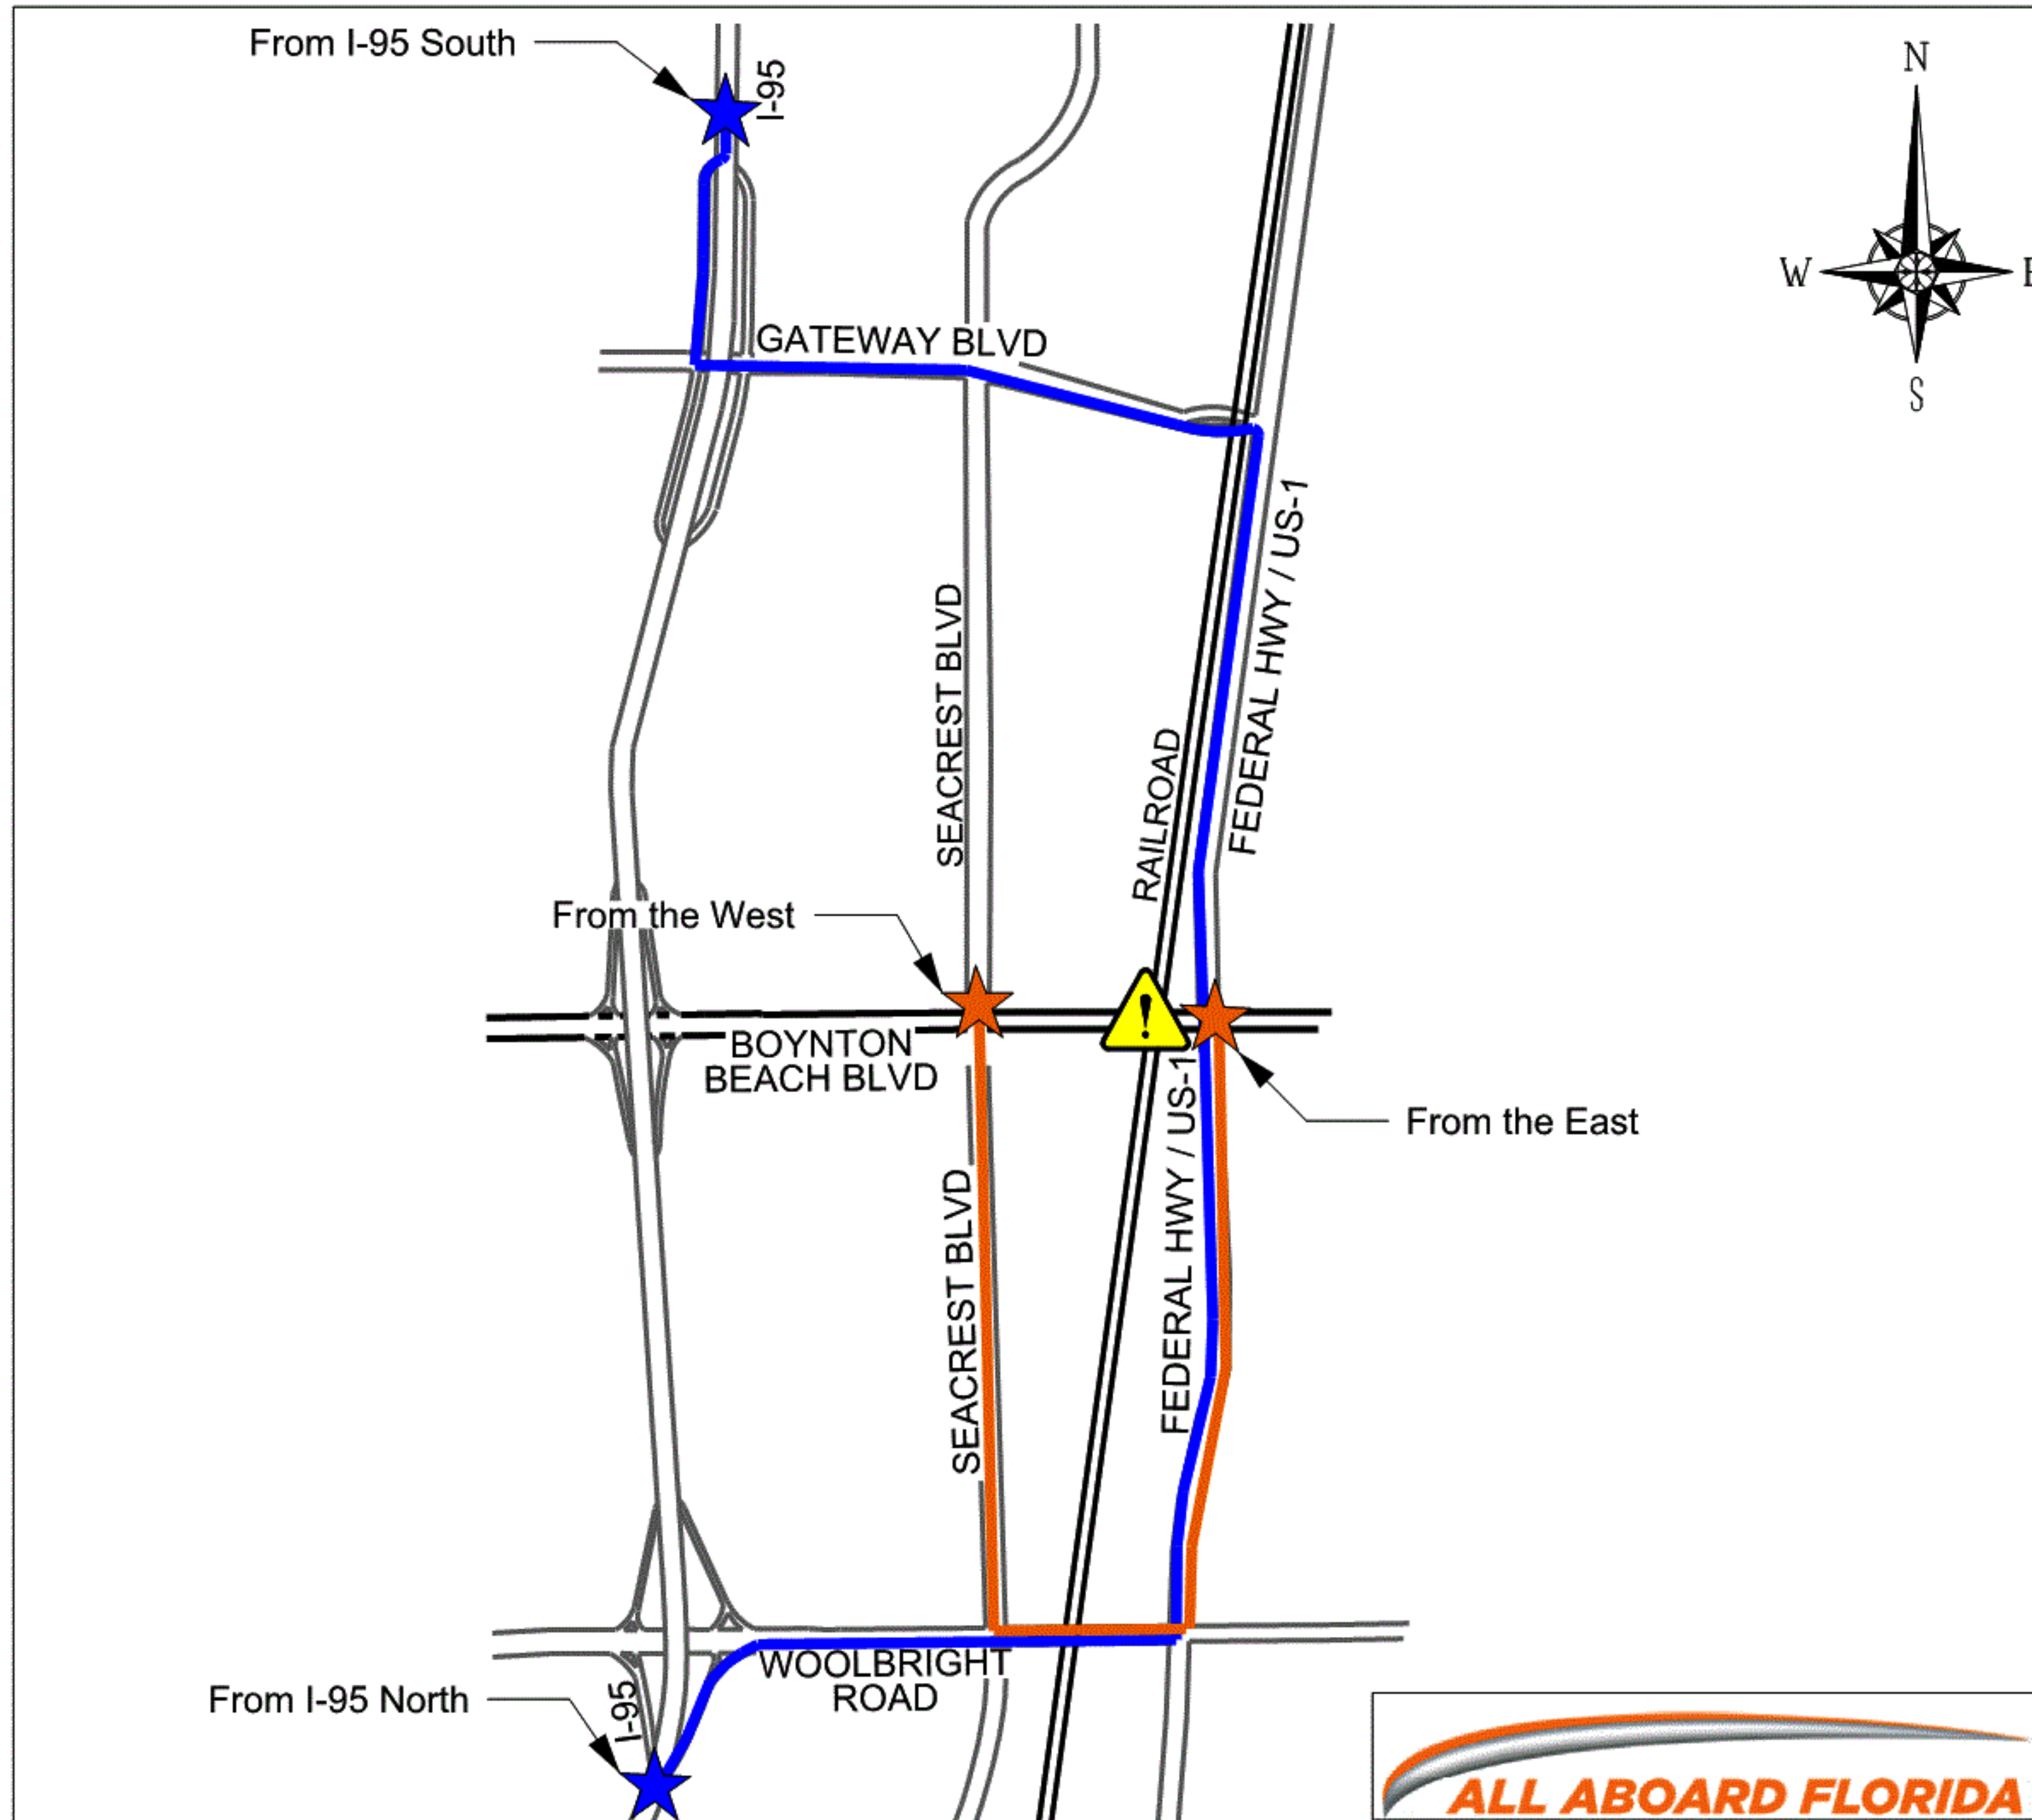 From I-95 South
I-95
N
W
E
S
GATEWAY BLVD
FEDERAL HWY / US-1
SEACREST BLVD
RAILROAD
From the West
!
BOYNTON
BEACH BLVD
FEDERAL HWY / US-1
From the East
SEACREST BLVD
WOOLBRIGHT
ROAD
From I-95 North
I-95
ALL ABOARD FLORIDA